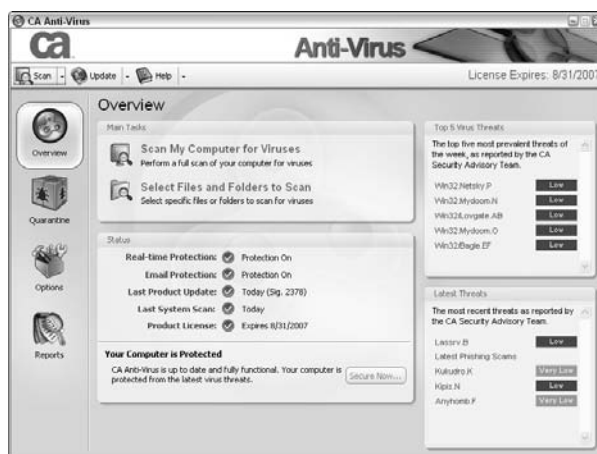 CA Anti-Virus
ca
Anti-Virus
Scan
Update
Help
License Expires: 8/31/2007
Overview
Quarantine
Options
Reports
Overview
Main Tasks
Scan My Computer for Viruses
Perform a full scan of your computer for viruses
Select Files and Folders to Scan
Select specific files or folders to scan for viruses
Status
Real-time Protection: Protection On
Email Protection: Protection On
Last Product Update: Today (Sig. 2378)
Last System Scan: Today
Product License: Expires 8/31/2007
Your Computer is Protected
CA Anti-Virus is up to date and fully functional. Your computer is
protected from the latest virus threats.
Secure Now...
Top 5 Virus Threats
The top five most prevalent threats of
the week, as reported by the CA
Security Advisory Team.
Win32.Netsky.P Low
Win32.Mydoom.N Low
Win32.Lovgate.AB Low
Win32.Mydoom.O Low
Win32.Bagle.EF Low
Latest Threats
The most recent threats as reported by
the CA Security Advisory Team.
Lassrv.B Low
Latest Phishing Scams
Kukudro.K Very Low
Kipis.N Low
Anyhomb.F Very Low